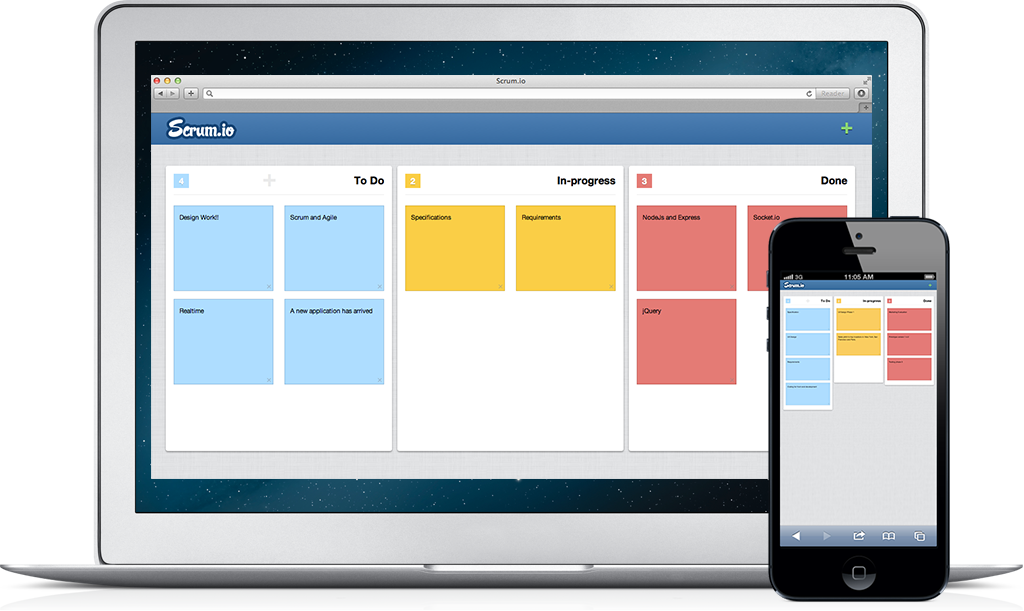 Scrum.io
Reader
Scrum.io
4
To Do
2
In-progress
3
Done
Design Work!!
Scrum and Agile
Specifications
Requirements
NodeJs and Express
Socket.io
Realtime
A new application has arrived
jQuery
3G
11:05 AM
Scrum.io
To Do
In-progress
Done